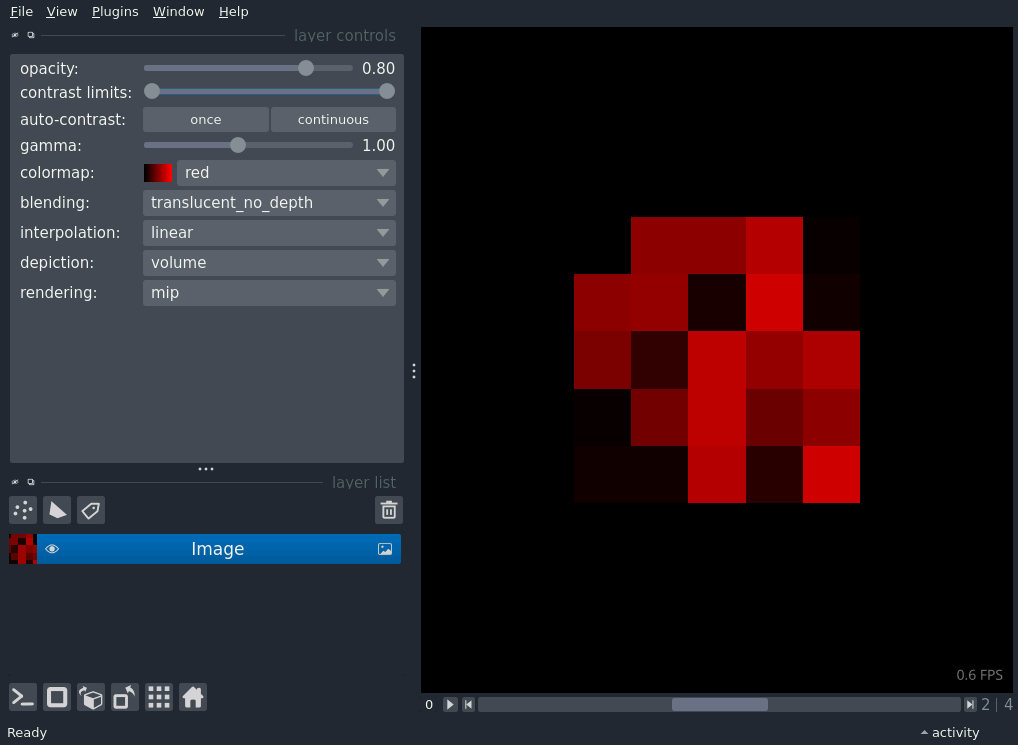 File View Plugins Window Help
layer controls
opacity: 0.80
contrast limits:
auto-contrast: once continuous
gamma: 1.00
colormap: red
blending: translucent_no_depth
interpolation: linear
depiction: volume
rendering: mip
layer list
Image
0.6 FPS
0 2 | 4
Ready activity